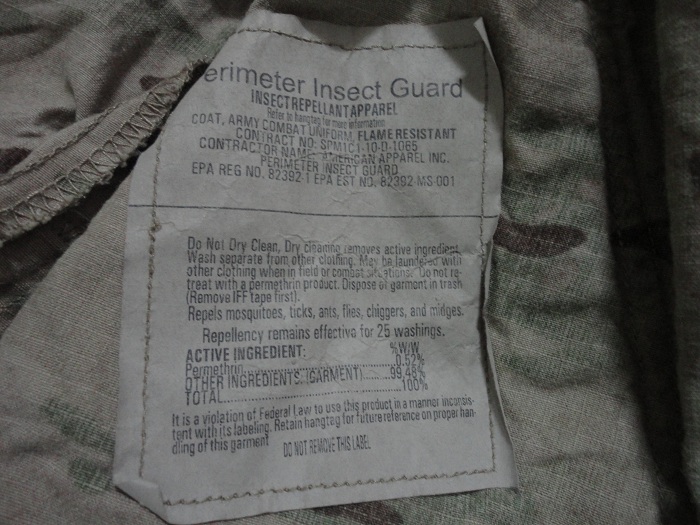 erimeter Insect Guard
INSECT REPELLANT APPAREL
Refer to hangtag for more information
COAT, ARMY COMBAT UNIFORM, FLAME RESISTANT
CONTRACT NO: SPM1C1-10-D-1065
CONTRACTOR NAME: AMERICAN APPAREL INC.
PERIMETER INSECT GUARD
EPA REG NO. 82392-1 EPA EST NO. 82392-MS-001
Do Not Dry Clean, Dry cleaning removes active ingredient.
Wash separate from other clothing. May be laundered with
other clothing when in field or combat situations. Do not re-
treat with a permethrin product. Dispose of garment in trash
(Remove IFF tape first).
Repels mosquitoes, ticks, ants, flies, chiggers, and midges.
Repellency remains effective for 25 washings.
ACTIVE INGREDIENT: %W/W
Permethrin..................0.52%
OTHER INGREDIENTS: (GARMENT)......99.48%
TOTAL..................100%
It is a violation of Federal Law to use this product in a manner inconsis-
tent with its labeling. Retain hangtag for future reference on proper han-
dling of this garment.
DO NOT REMOVE THIS LABEL